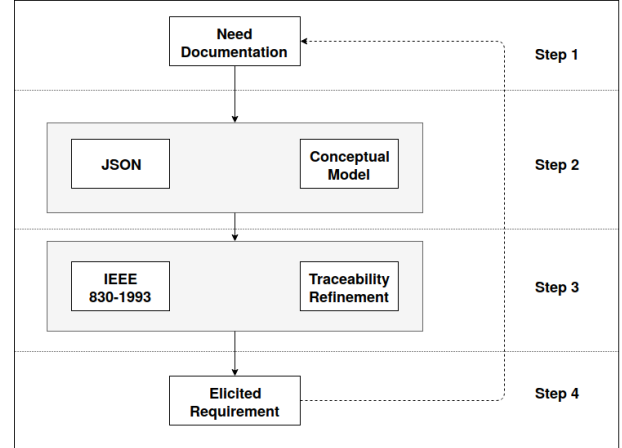 Need
Documentation
Step 1
JSON
Conceptual
Model
Step 2
IEEE
830-1993
Traceability
Refinement
Step 3
Elicited
Requirement
Step 4